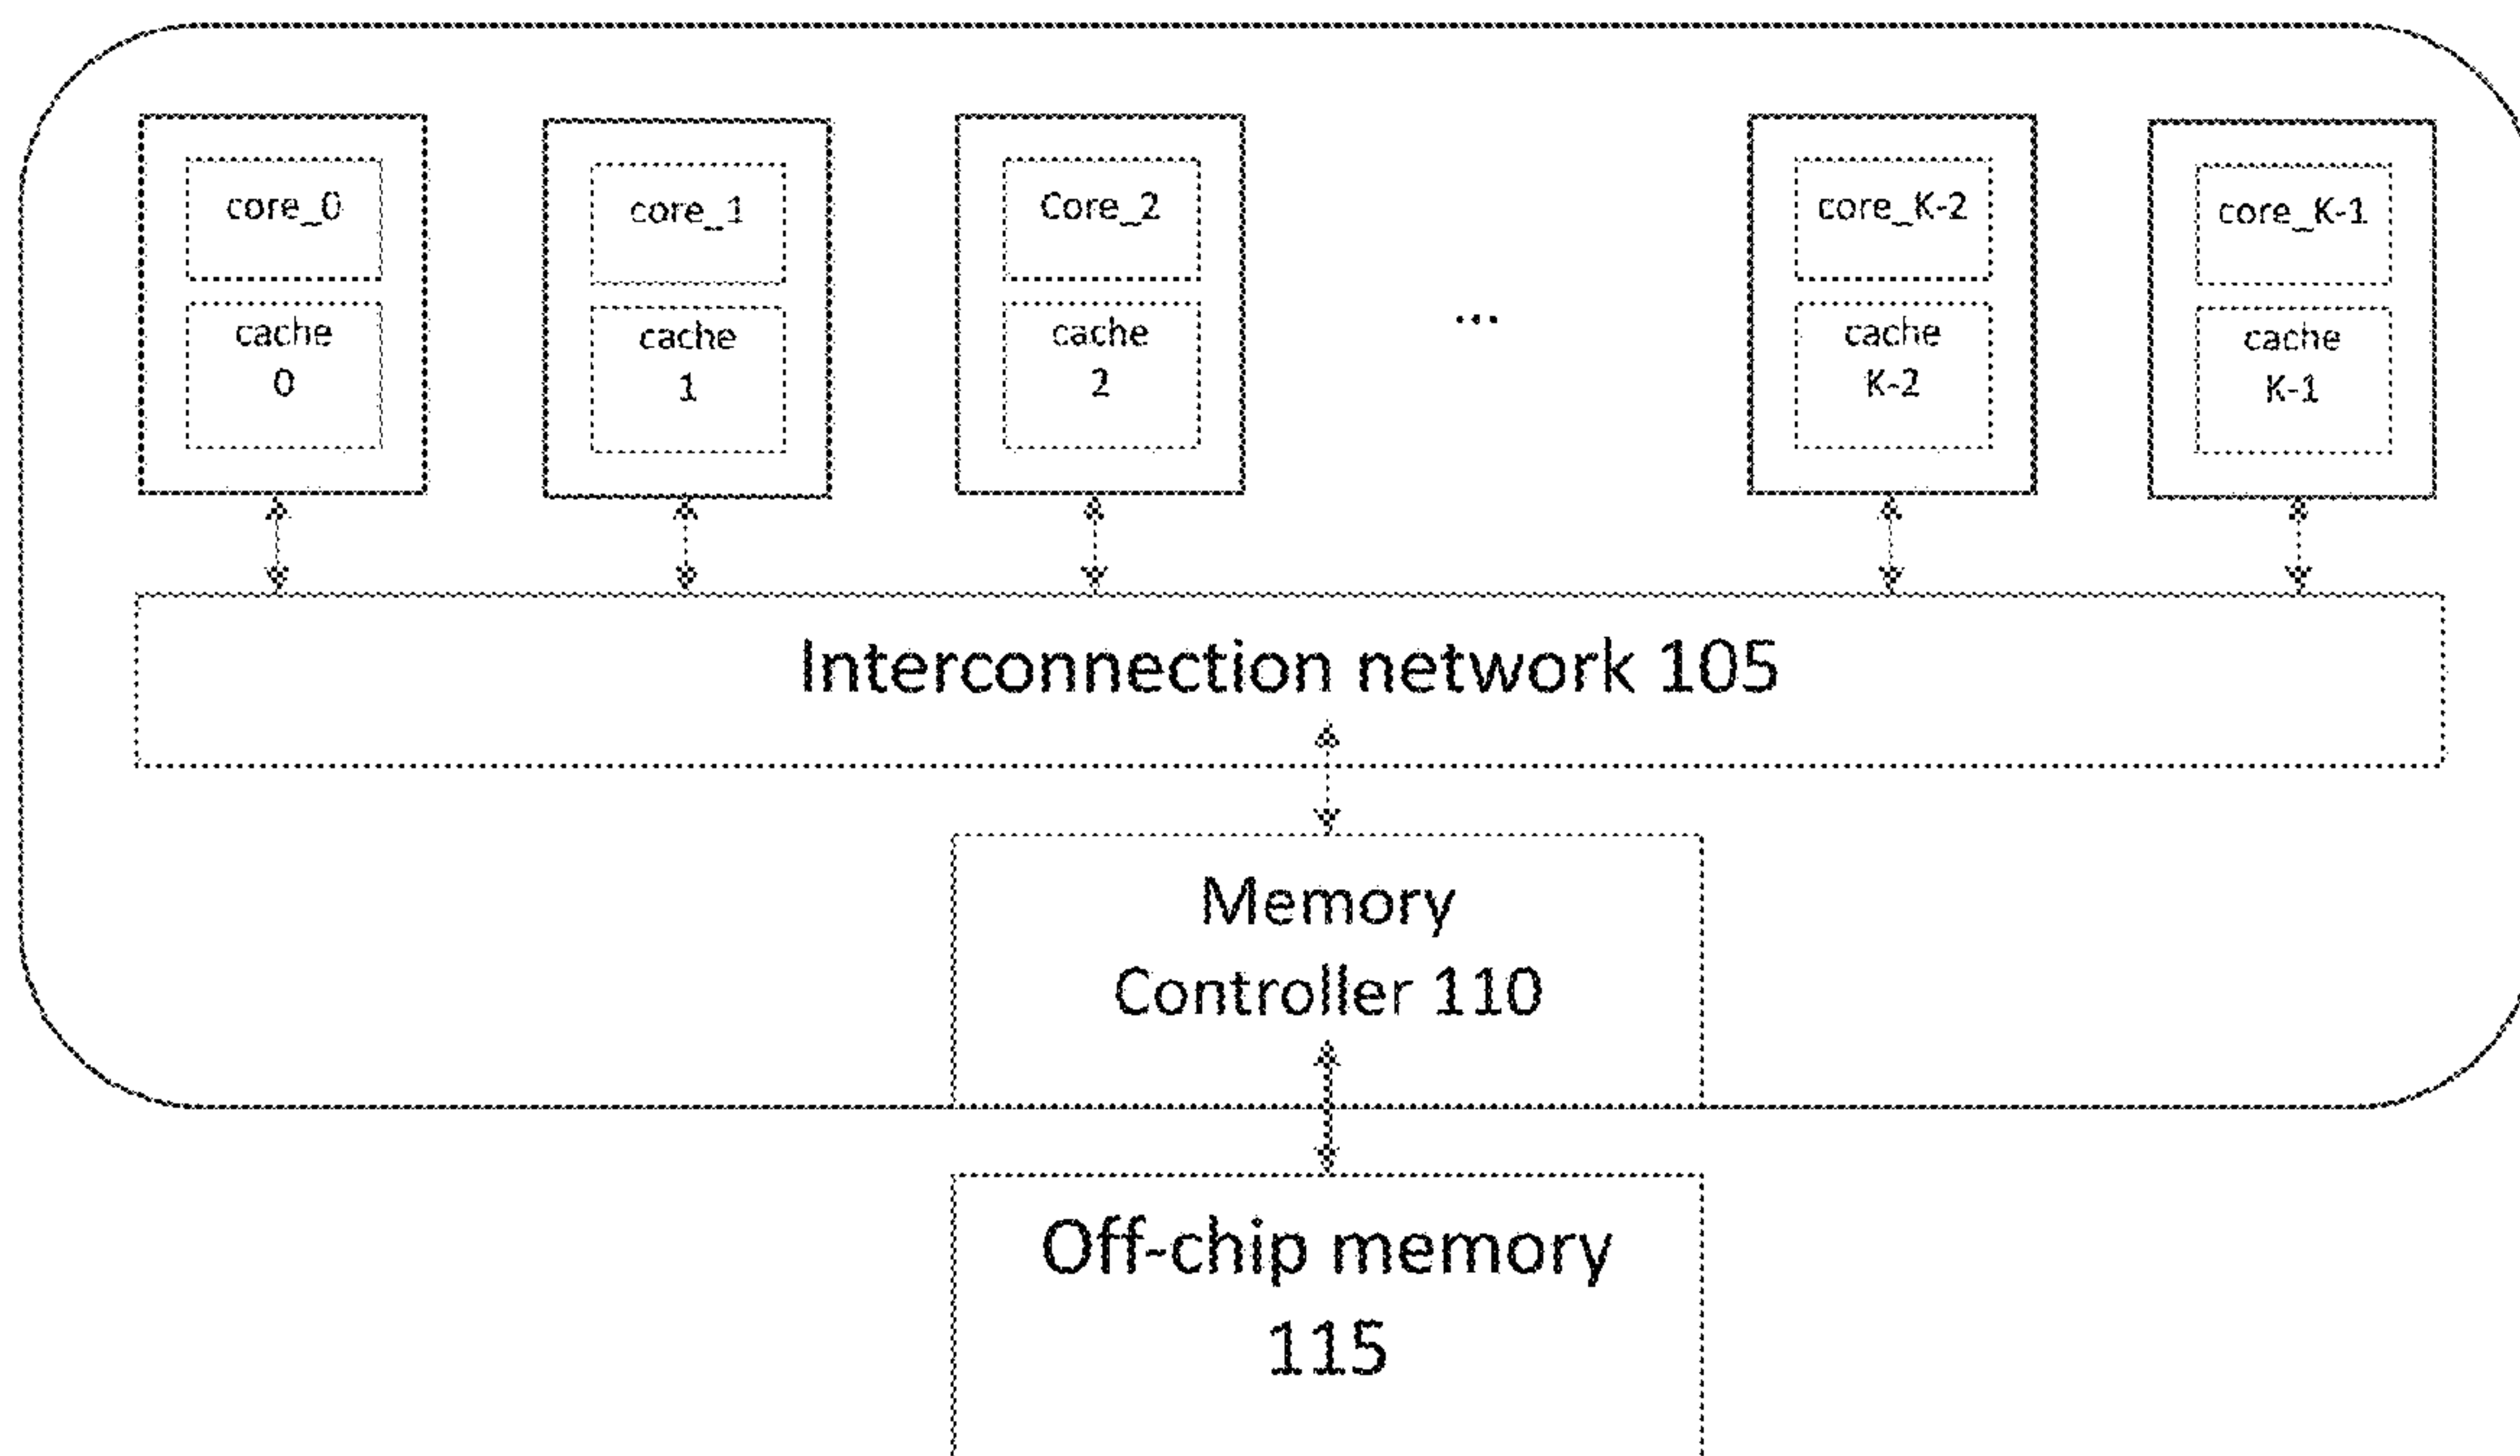 core_0
cache
0
core_1
cache
1
Core_2
cache
2
...
core_K-2
cache
K-2
core_K-1
cache
K-1
Interconnection network 105
Memory
Controller 110
Off-chip memory
115